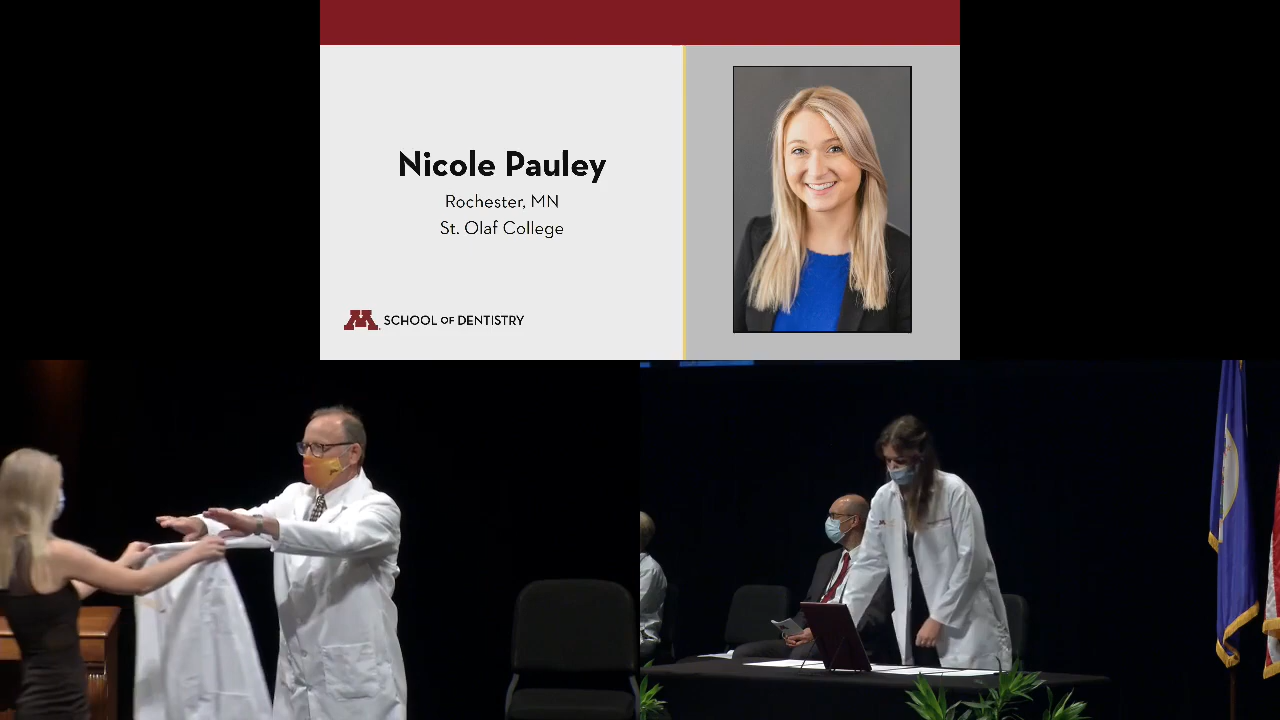 Nicole Pauley
Rochester, MN
St. Olaf College
M SCHOOL OF DENTISTRY